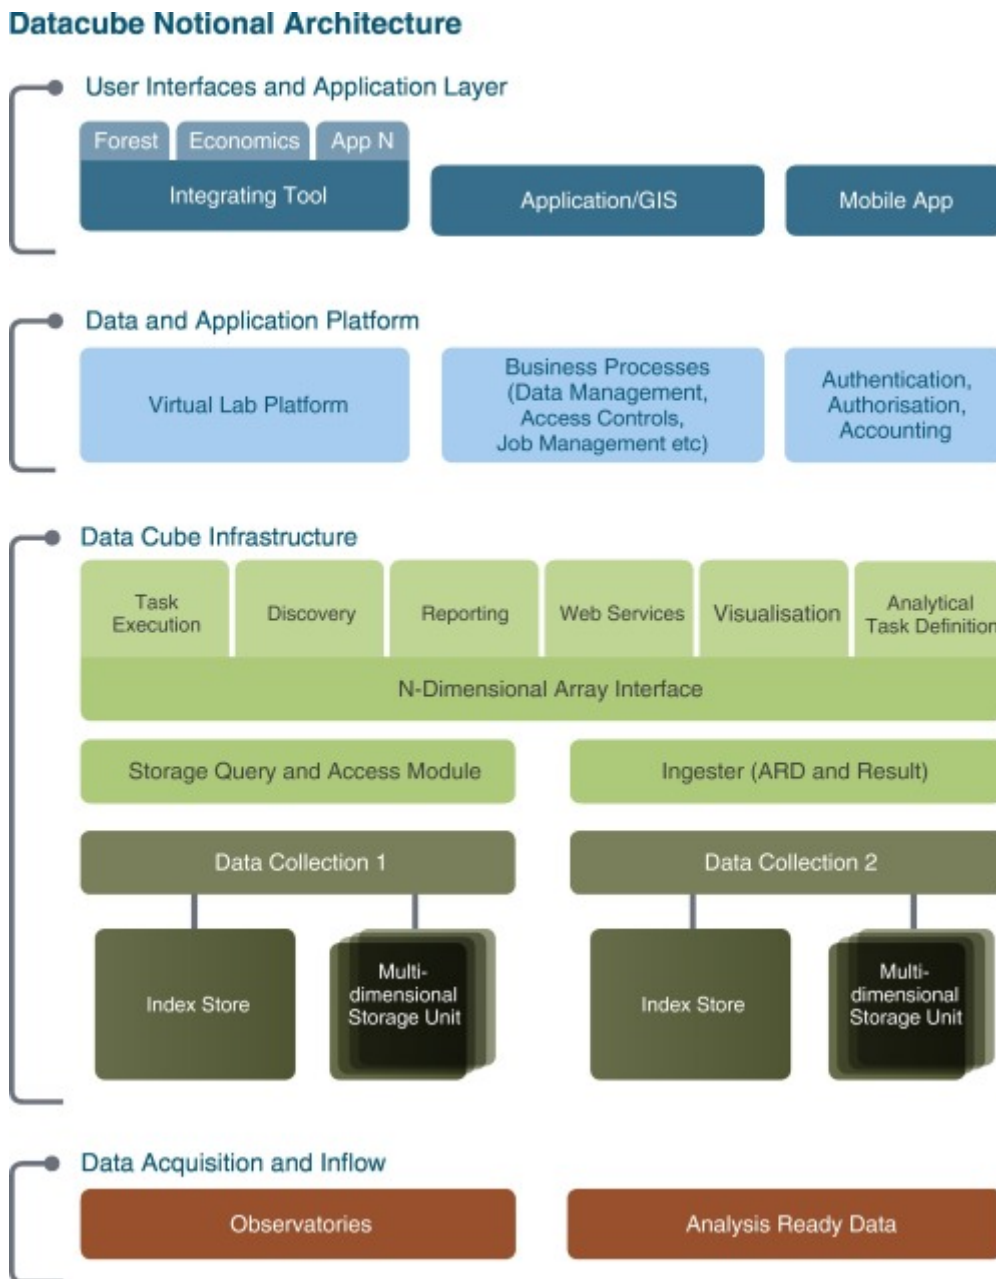 Datacube Notional Architecture
User Interfaces and Application Layer
Forest
Economics
App N
Integrating Tool
Application/GIS
Mobile App
Data and Application Platform
Virtual Lab Platform
Business Processes
(Data Management,
Access Controls,
Job Management etc)
Authentication,
Authorisation,
Accounting
Data Cube Infrastructure
Task
Execution
Discovery
Reporting
Web Services
Visualisation
Analytical
Task Definition
N-Dimensional Array Interface
Storage Query and Access Module
Ingester (ARD and Result)
Data Collection 1
Data Collection 2
Index Store
Multi-
dimensional
Storage Unit
Index Store
Multi-
dimensional
Storage Unit
Data Acquisition and Inflow
Observatories
Analysis Ready Data